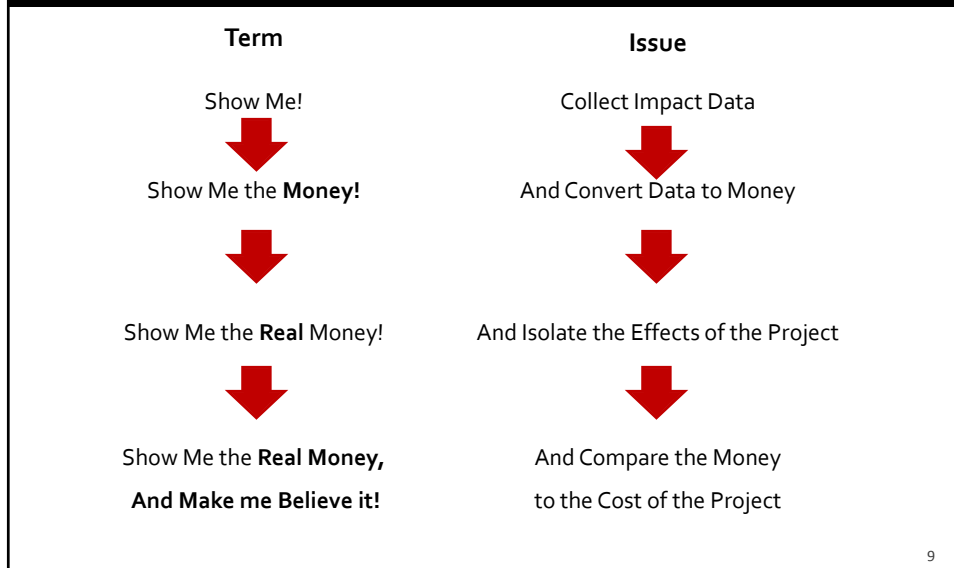 Term
Issue
Show Me!
Collect Impact Data
Show Me the Money!
And Convert Data to Money
Show Me the Real Money!
And Isolate the Effects of the Project
Show Me the Real Money,
And Make me Believe it!
And Compare the Money
to the Cost of the Project
9